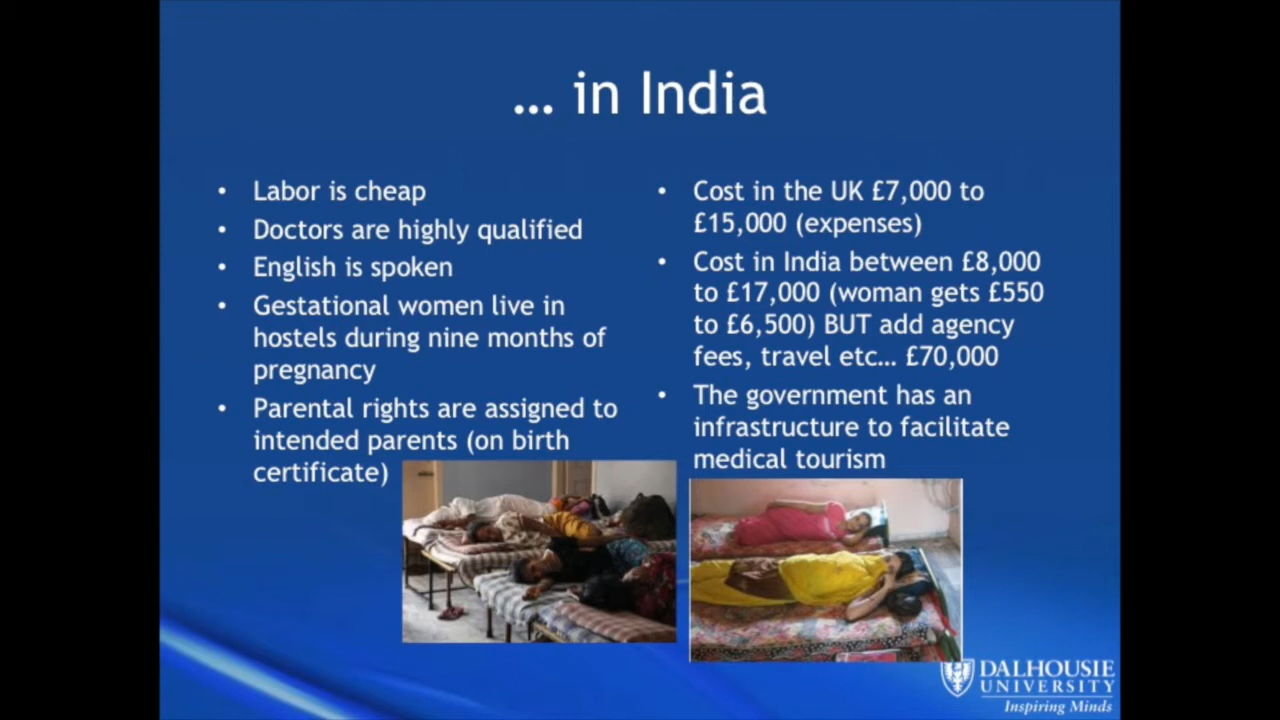 … in India
• Labor is cheap
• Doctors are highly qualified
• English is spoken
• Gestational women live in
hostels during nine months of
pregnancy
• Parental rights are assigned to
intended parents (on birth
certificate)
• Cost in the UK £7,000 to
£15,000 (expenses)
• Cost in India between £8,000
to £17,000 (woman gets £550
to £6,500) BUT add agency
fees, travel etc… £70,000
• The government has an
infrastructure to facilitate
medical tourism
DALHOUSIE
UNIVERSITY
Inspiring Minds